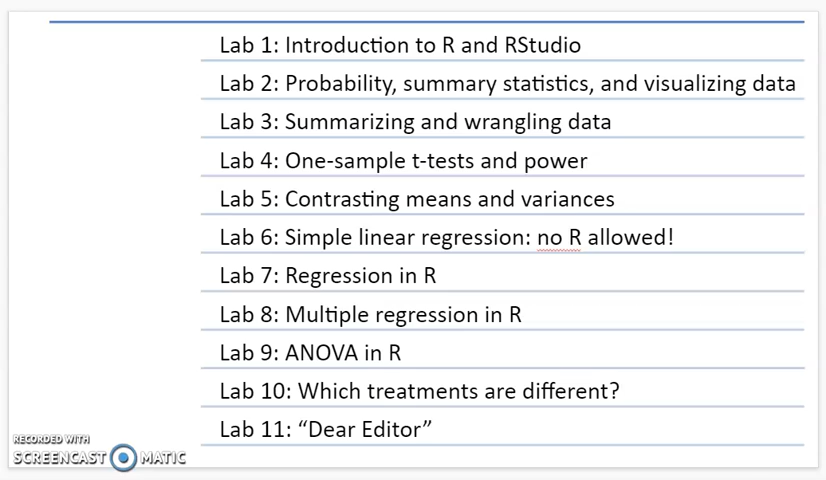 Lab 1: Introduction to R and RStudio
Lab 2: Probability, summary statistics, and visualizing data
Lab 3: Summarizing and wrangling data
Lab 4: One-sample t-tests and power
Lab 5: Contrasting means and variances
Lab 6: Simple linear regression: no R allowed!
Lab 7: Regression in R
Lab 8: Multiple regression in R
Lab 9: ANOVA in R
Lab 10: Which treatments are different?
Lab 11: “Dear Editor”
RECORDED WITH
SCREENCAST MATIC